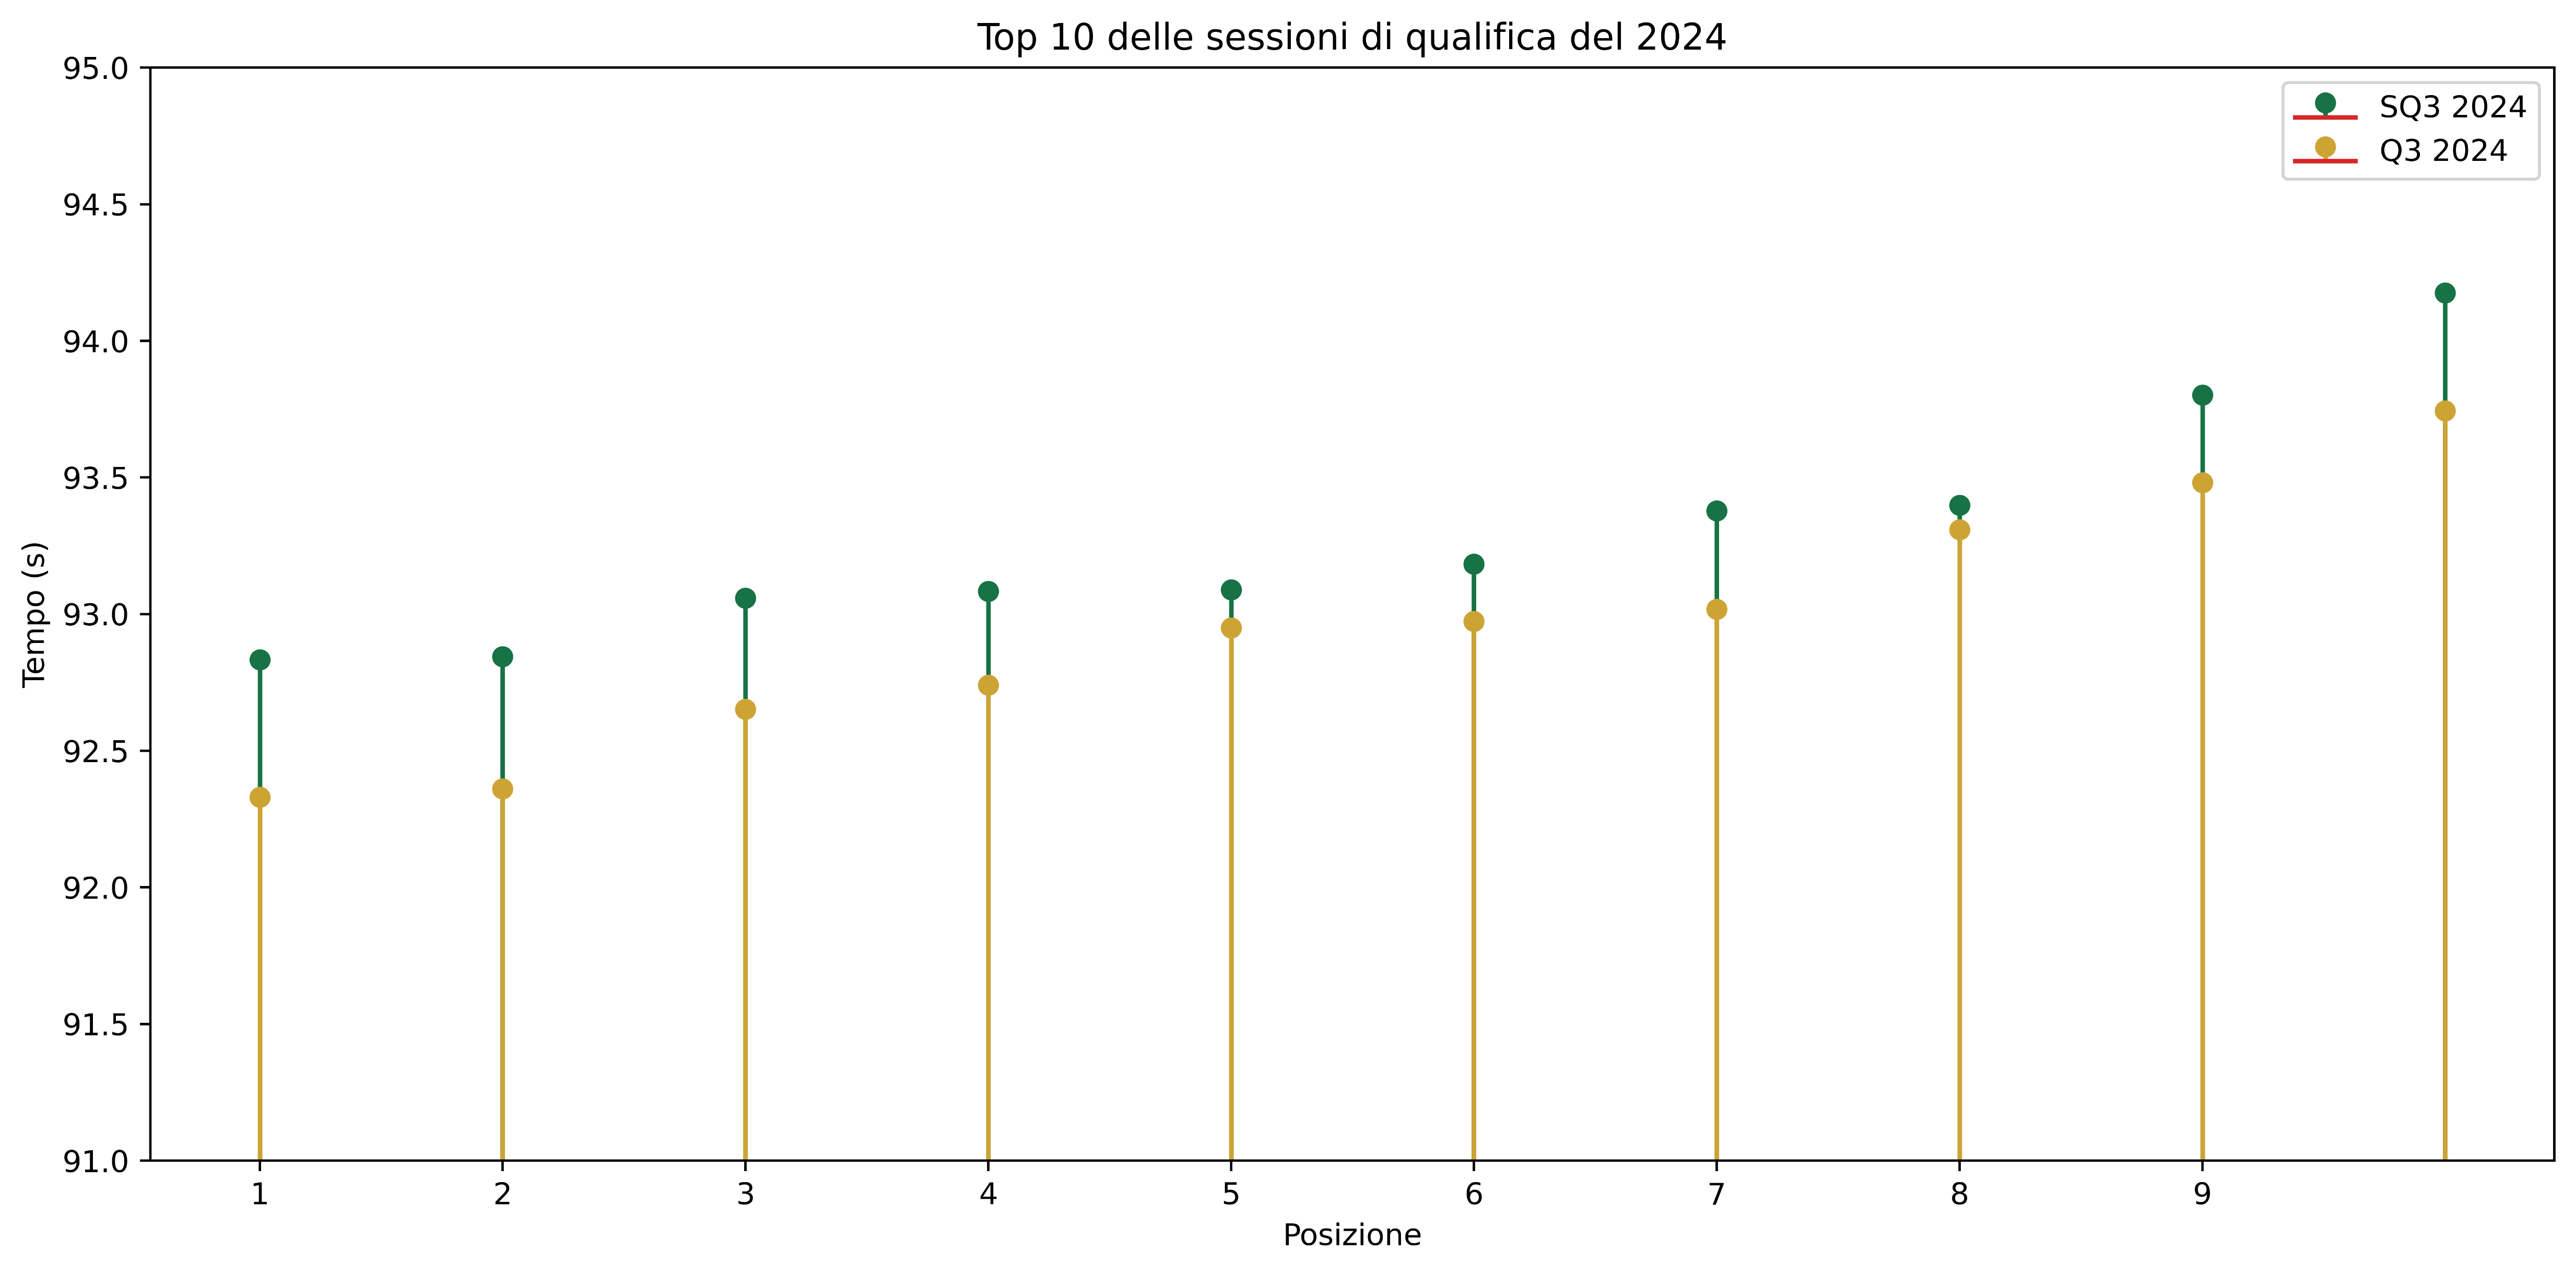 Top 10 delle sessioni di qualifica del 2024
SQ3 2024
Q3 2024
95.0
94.5
94.0
93.5
93.0
92.5
92.0
91.5
91.0
Tempo (s)
1 2 3 4 5 6 7 8 9
Posizione